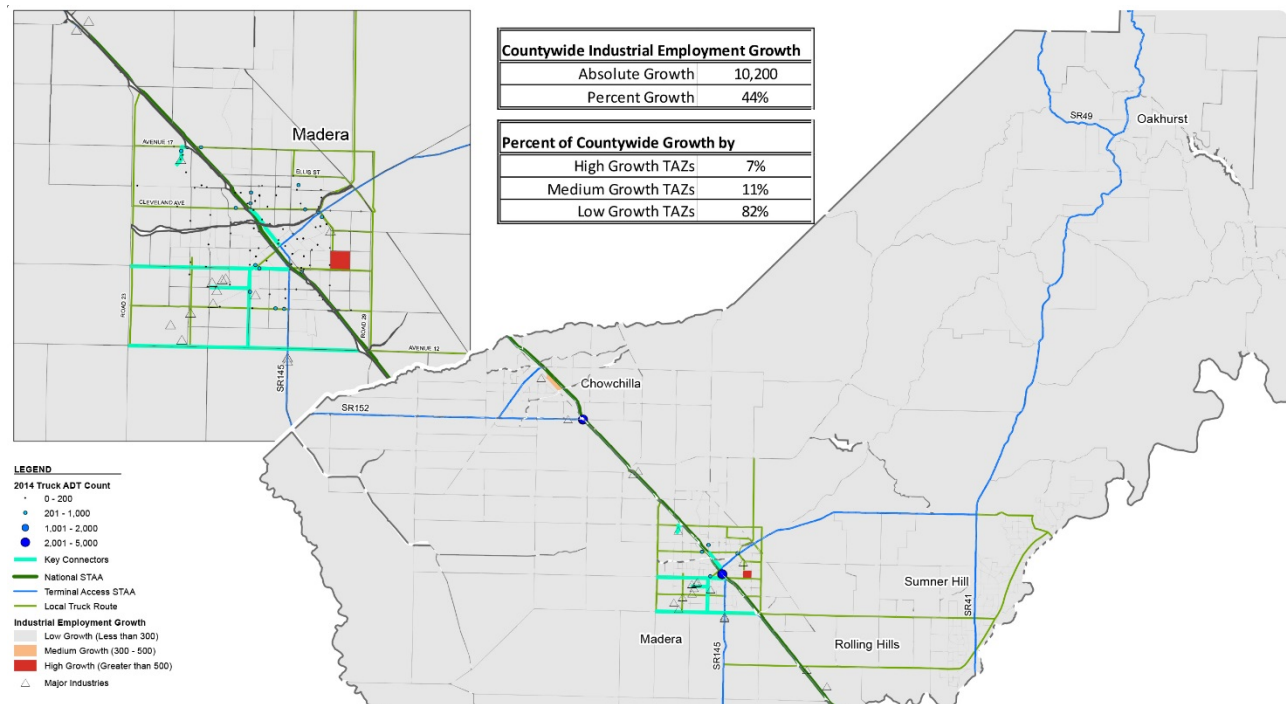 Countywide Industrial Employment Growth
Absolute Growth 10,200
Percent Growth 44%
Percent of Countywide Growth by
High Growth TAZs 7%
Medium Growth TAZs 11%
Low Growth TAZs 82%
Madera
AVENUE 17
ELLIS ST
CLEVELAND AVE
ROAD 23
ROAD 29
AVENUE 12
SR145
SR49
Oakhurst
Chowchilla
SR152
Sumner Hill
SR41
Madera
SR145
Rolling Hills
LEGEND
2014 Truck ADT Count
0 - 200
201 - 1,000
1,001 - 2,000
2,001 - 5,000
Key Connectors
National STAA
Terminal Access STAA
Local Truck Route
Industrial Employment Growth
Low Growth (Less than 300)
Medium Growth (300 - 500)
High Growth (Greater than 500)
Major Industries